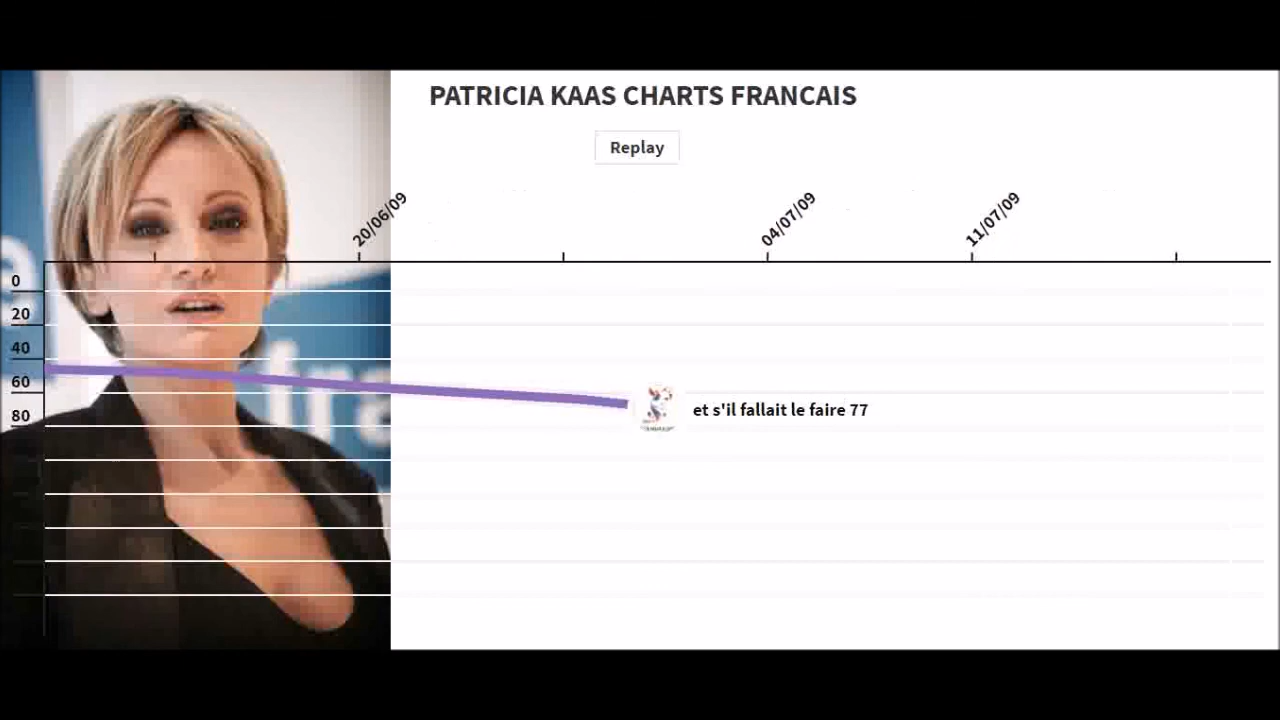 PATRICIA KAAS CHARTS FRANCAIS
Replay
20/06/09
04/07/09
11/07/09
0
20
40
60
80
et s'il fallait le faire 77
fra